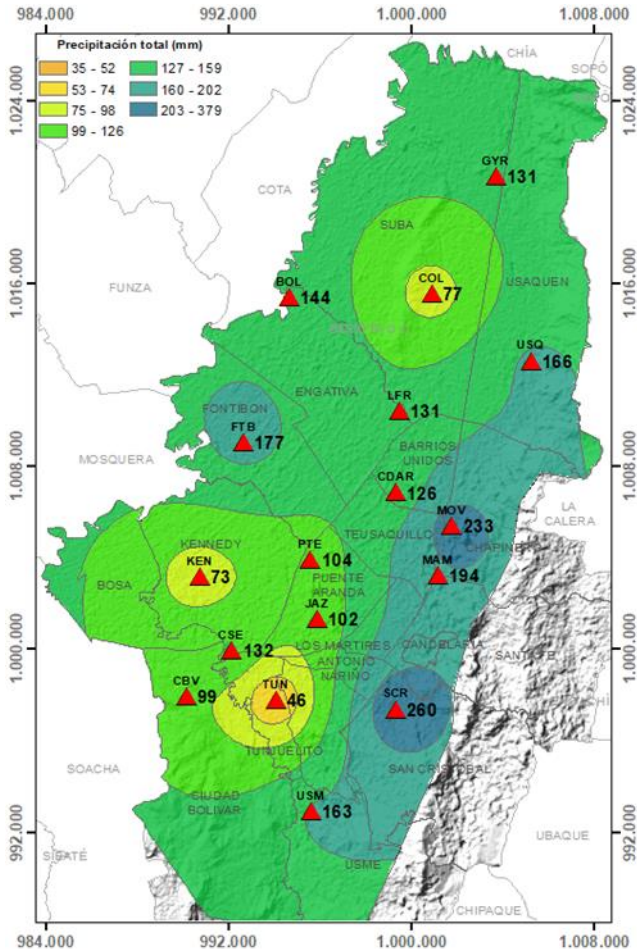 984.000 992.000 1.000.000 1.008.000
Precipitación total (mm)
35 - 52 127 - 159
53 - 74 160 - 202
75 - 98 203 - 379
99 - 126
CHÍA
SOPÓ
1.024.000 1.024.000
GYR
131
COTA
SUBA
1.016.000 1.016.000
FUNZA
COL
77
USAQUEN
BOL
144
USQ
166
ENGATIVA
LFR
131
FONTIBON
FTB
177
BARRIOS
UNIDOS
MOSQUERA
1.008.000 1.008.000
CDAR
126
LA
CALERA
MOV
233
TEUSAQUILLO
CHAPINERO
KENNEDY
PTE
104
MAM
194
BOSA
KEN
73
PUENTE
ARANDA
JAZ
102
1.000.000 1.000.000
CSE
132
LOS MARTIRES
CANDELARIA
SANTA FE
ANTONIO
NARIÑO
CBV
99
TUN
46
SCR
260
TUNJUELITO
SOACHA
SAN CRISTOBAL
CIUDAD
BOLIVAR
USM
163
992.000 992.000
UBAQUE
SIBATÉ
USME
CHIPAQUE
984.000 992.000 1.000.000 1.008.000